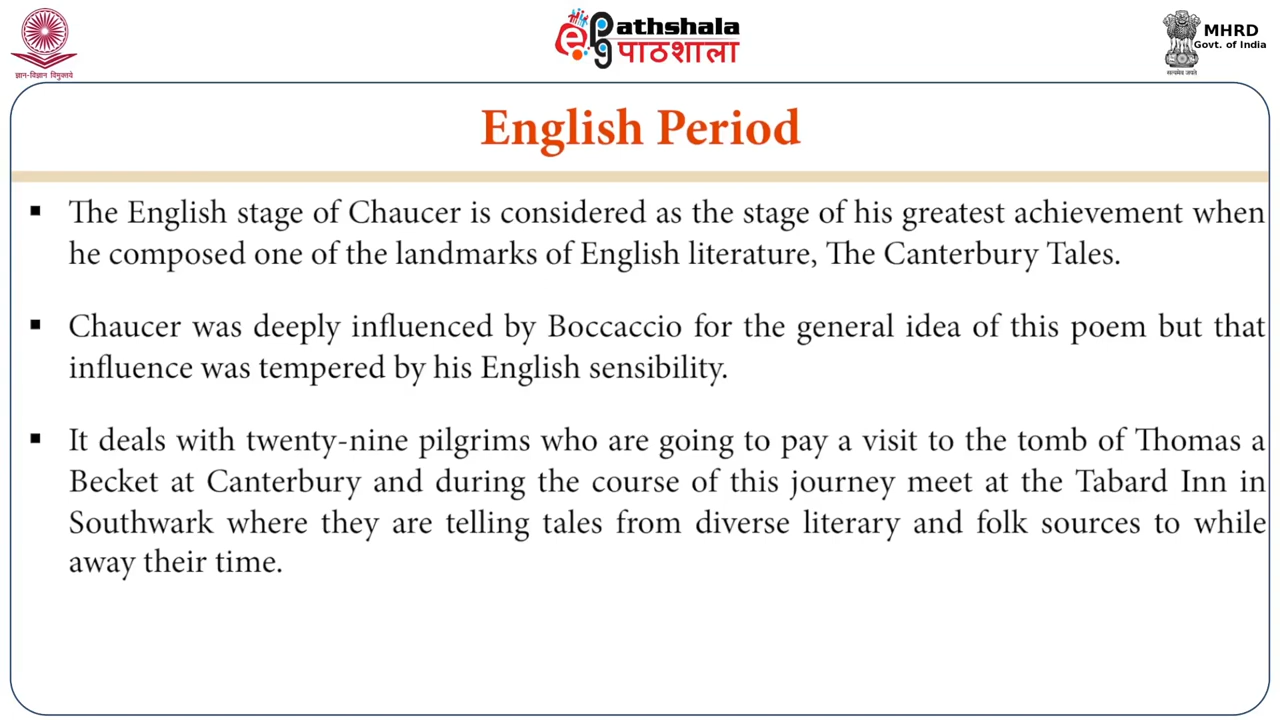 ज्ञान-विज्ञान विमुक्तये
ePathshala
पाठशाला
MHRD
Govt. of India
सत्यमेव जयते
English Period
▪ The English stage of Chaucer is considered as the stage of his greatest achievement when
he composed one of the landmarks of English literature, The Canterbury Tales.
▪ Chaucer was deeply influenced by Boccaccio for the general idea of this poem but that
influence was tempered by his English sensibility.
▪ It deals with twenty-nine pilgrims who are going to pay a visit to the tomb of Thomas a
Becket at Canterbury and during the course of this journey meet at the Tabard Inn in
Southwark where they are telling tales from diverse literary and folk sources to while
away their time.